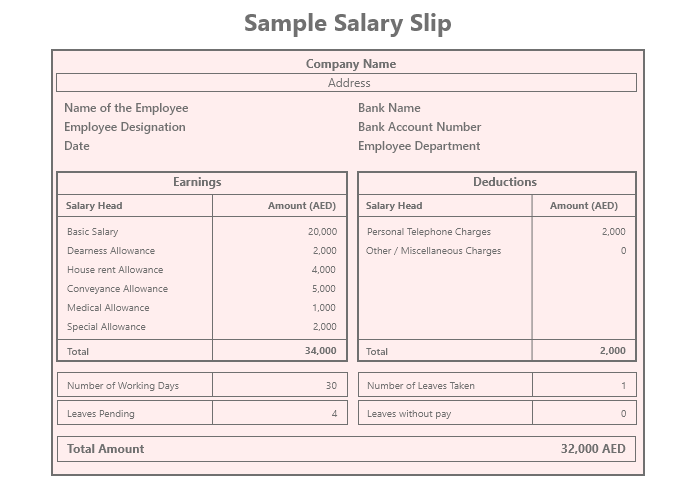 Sample Salary Slip
Company Name
Address
Name of the Employee Bank Name
Employee Designation Bank Account Number
Date Employee Department
Earnings Deductions
Salary Head Amount (AED) Salary Head Amount (AED)
Basic Salary 20,000 Personal Telephone Charges 2,000
Dearness Allowance 2,000 Other / Miscellaneous Charges 0
House rent Allowance 4,000
Conveyance Allowance 5,000
Medical Allowance 1,000
Special Allowance 2,000
Total 34,000 Total 2,000
Number of Working Days 30 Number of Leaves Taken 1
Leaves Pending 4 Leaves without pay 0
Total Amount 32,000 AED